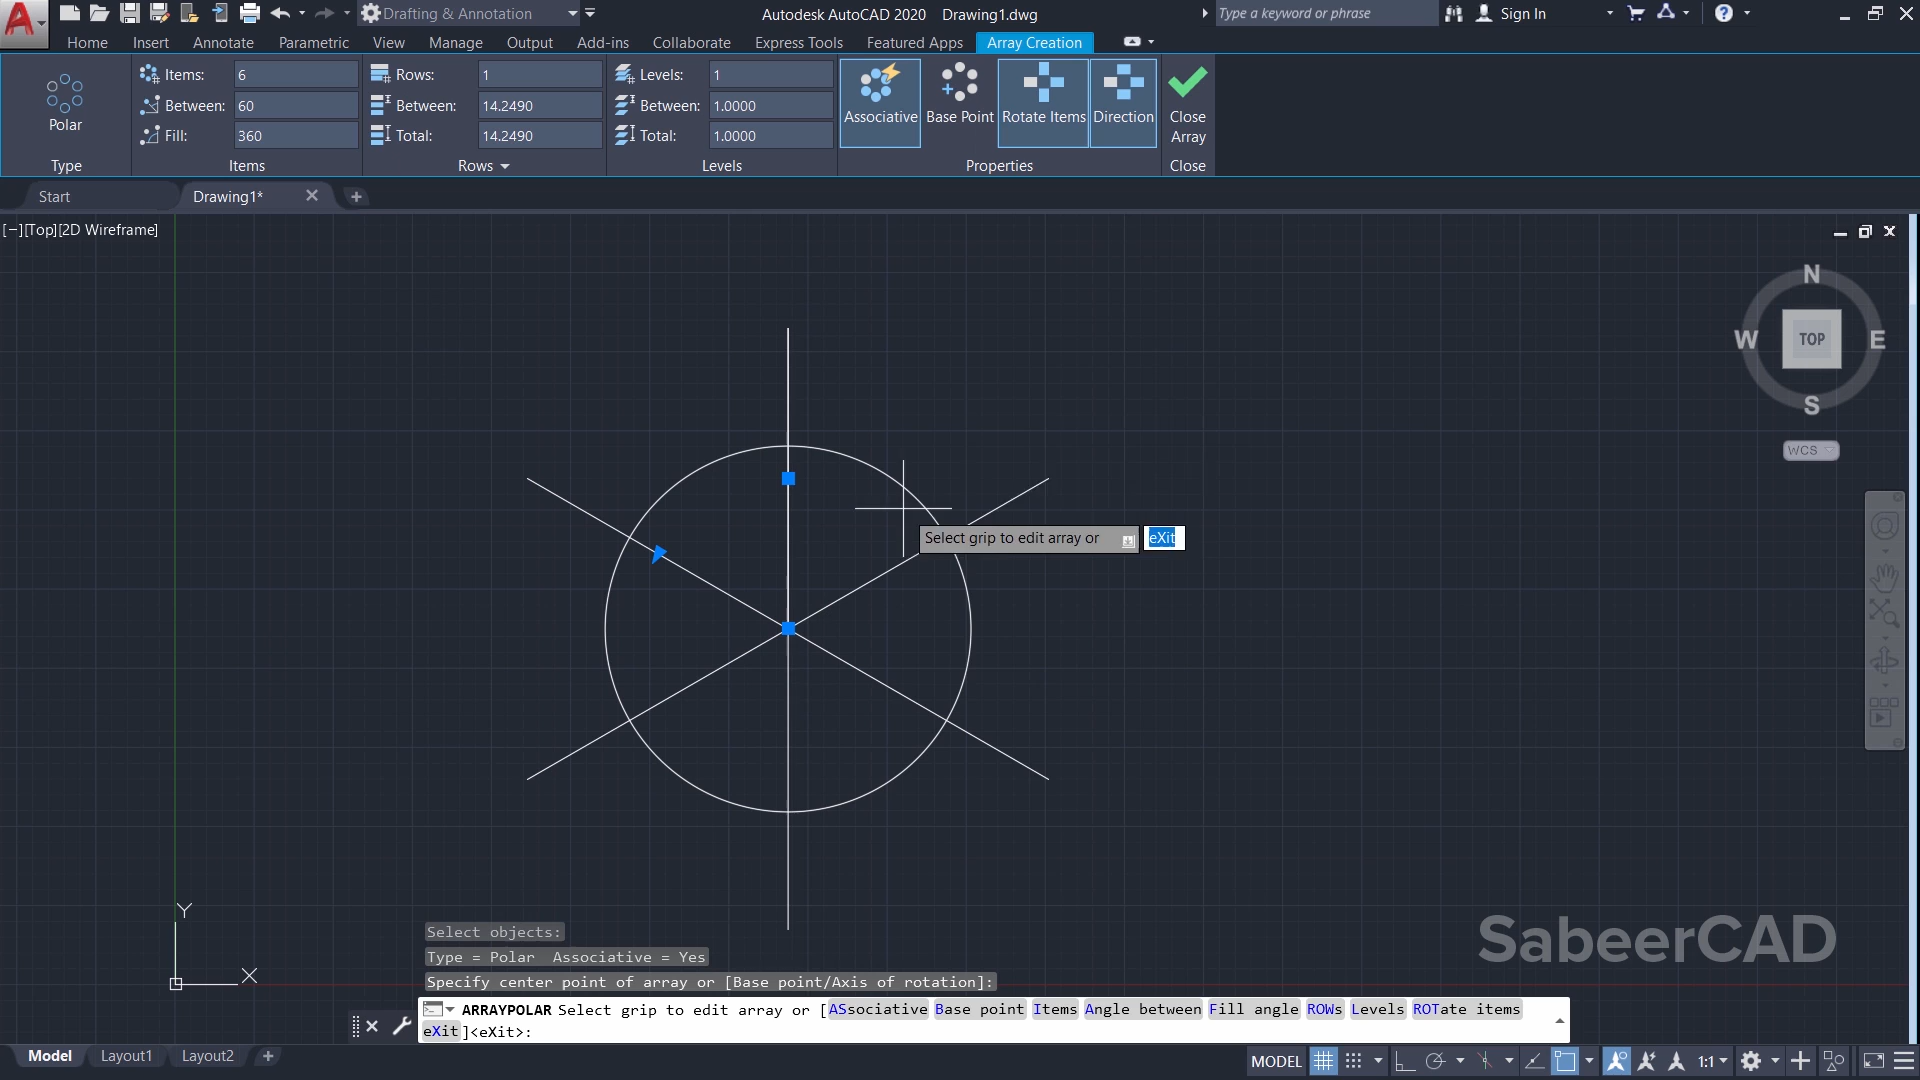 Drafting & Annotation
Autodesk AutoCAD 2020 Drawing1.dwg
Type a keyword or phrase
Sign In
Home Insert Annotate Parametric View Manage Output Add-ins Collaborate Express Tools Featured Apps Array Creation
Polar
Type
Items: 6
Between: 60
Fill: 360
Items
Rows: 1
Between: 14.2490
Total: 14.2490
Rows
Levels: 1
Between: 1.0000
Total: 1.0000
Levels
Associative Base Point Rotate Items Direction
Properties
Close
Array
Close
Start Drawing1*
[−][Top][2D Wireframe]
N
W TOP E
S
WCS
Select grip to edit array or eXit
Y
X
Select objects:
Type = Polar Associative = Yes
Specify center point of array or [Base point/Axis of rotation]:
ARRAYPOLAR Select grip to edit array or [ASsociative Base point Items Angle between Fill angle ROWs Levels ROTate items
eXit]<eXit>:
SabeerCAD
Model Layout1 Layout2
MODEL 1:1